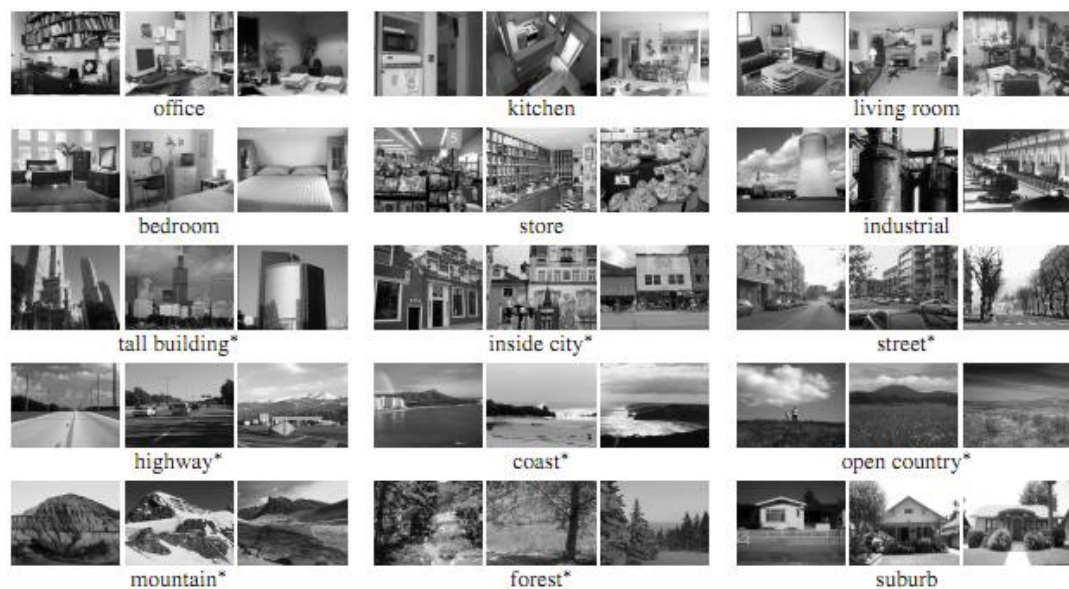 office
kitchen
living room
bedroom
store
industrial
tall building*
inside city*
street*
highway*
coast*
open country*
mountain*
forest*
suburb